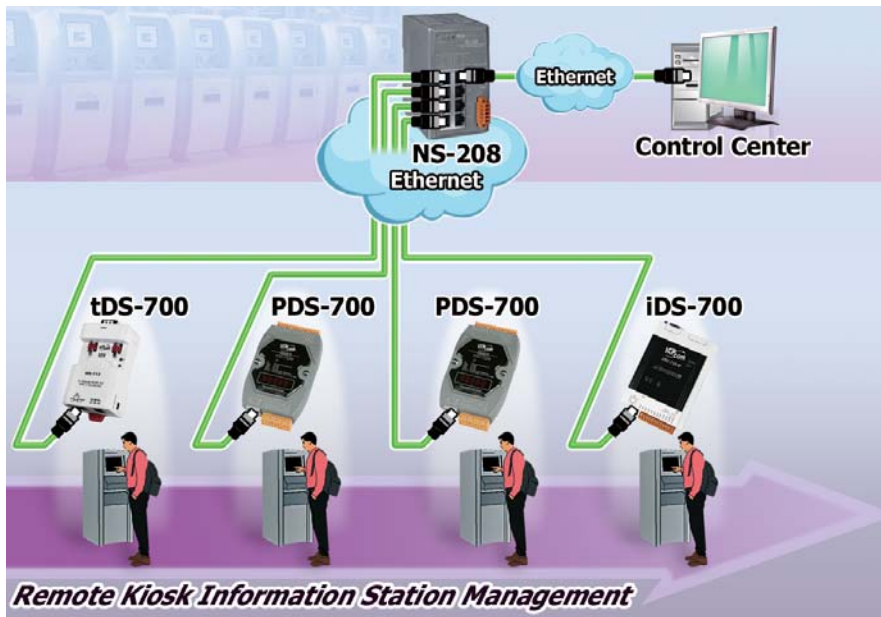 Ethernet
NS-208
Control Center
Ethernet
tDS-700
PDS-700
PDS-700
iDS-700
Remote Kiosk Information Station Management